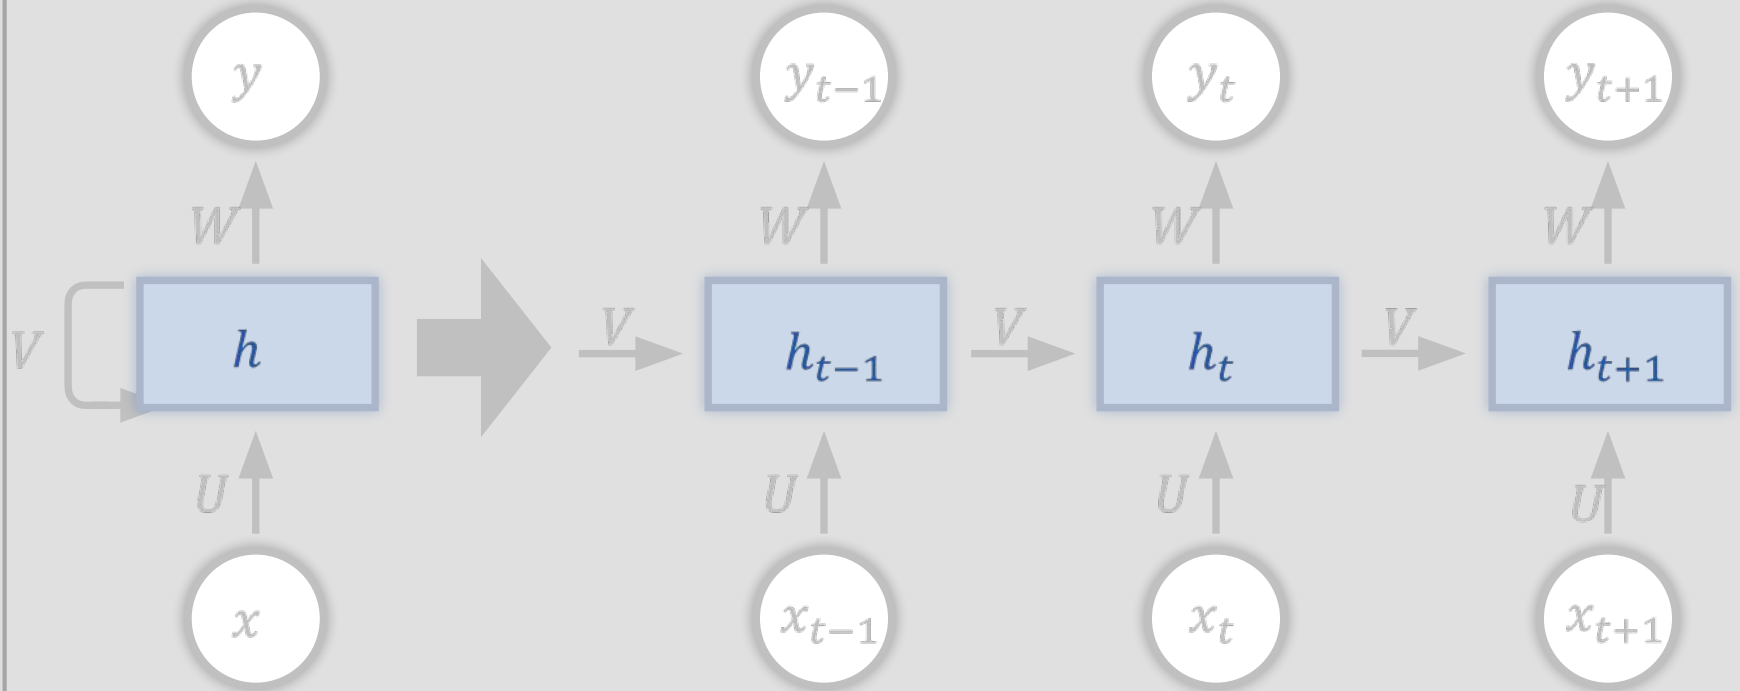 y y_{t−1} y_t y_{t+1}
W W W W
V h V h_{t−1} V h_t V h_{t+1}
U U U U
x x_{t−1} x_t x_{t+1}